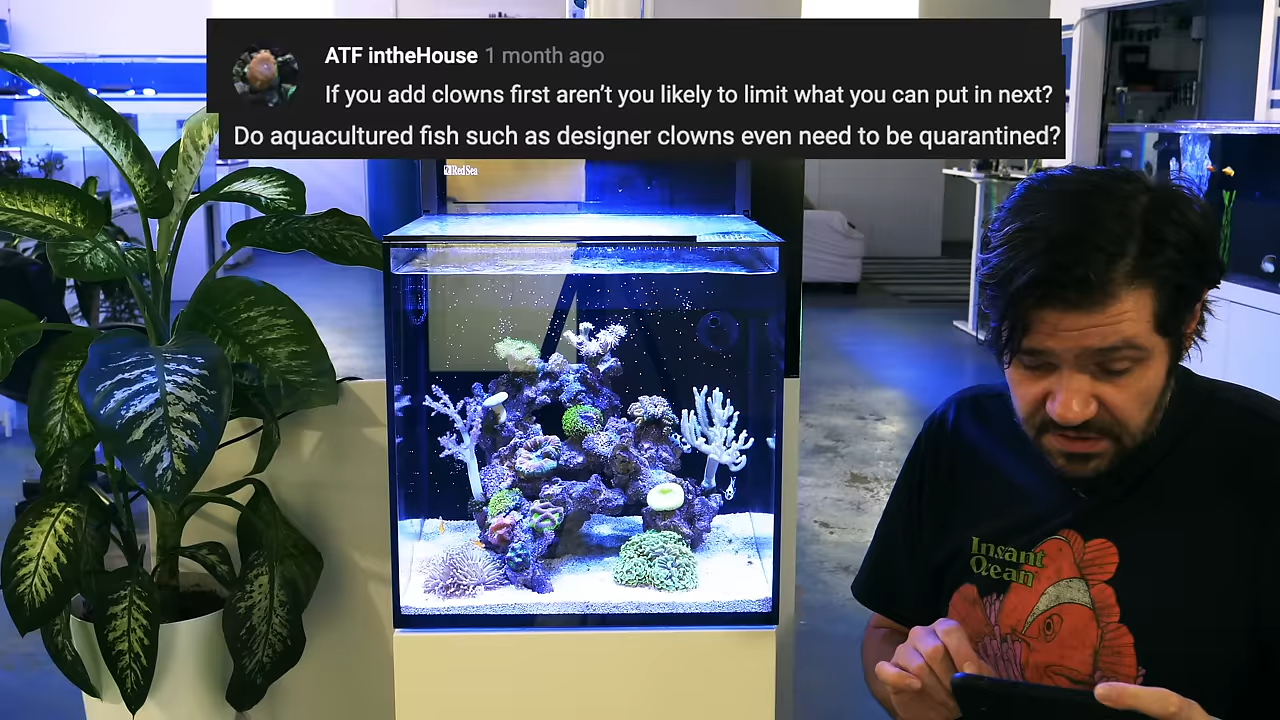 ATF intheHouse 1 month ago
If you add clowns first aren't you likely to limit what you can put in next?
Do aquacultured fish such as designer clowns even need to be quarantined?
Red Sea
Instant
Ocean